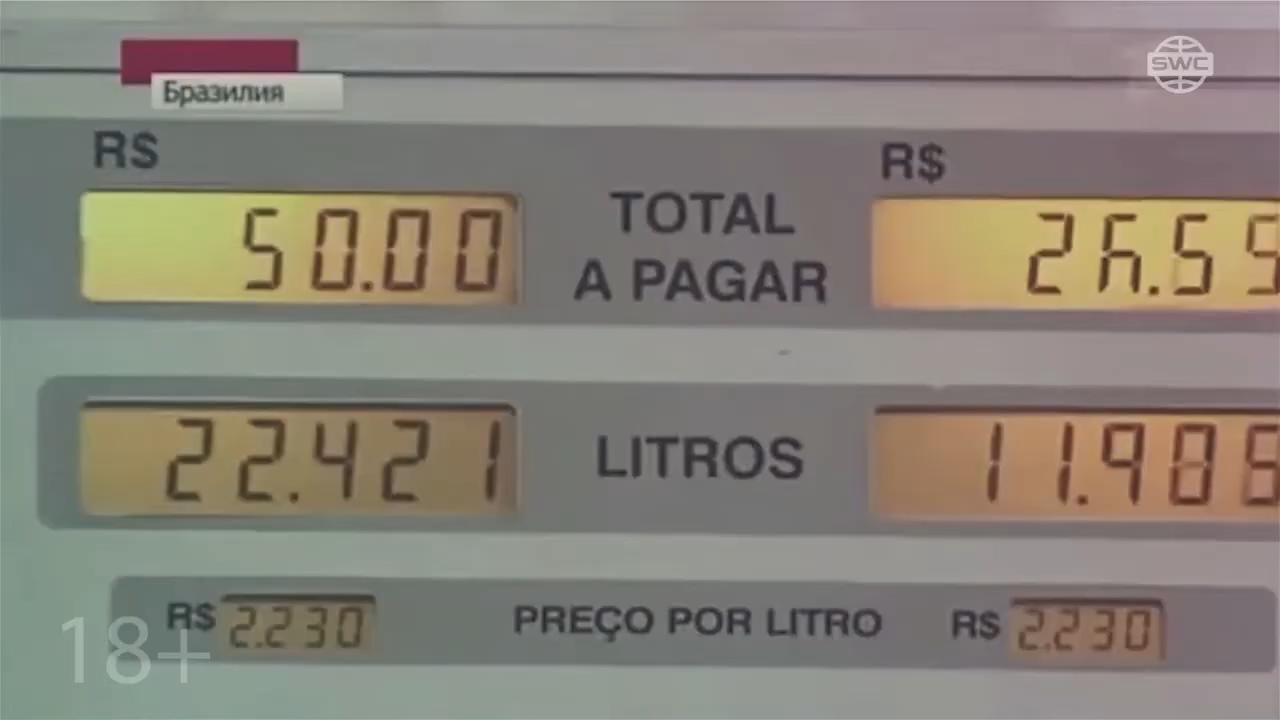 Бразилия
SWC
R$
R$
50.00
TOTAL
A PAGAR
22.421
LITROS
R$ 2.230
PREÇO POR LITRO
R$ 2.230
18+